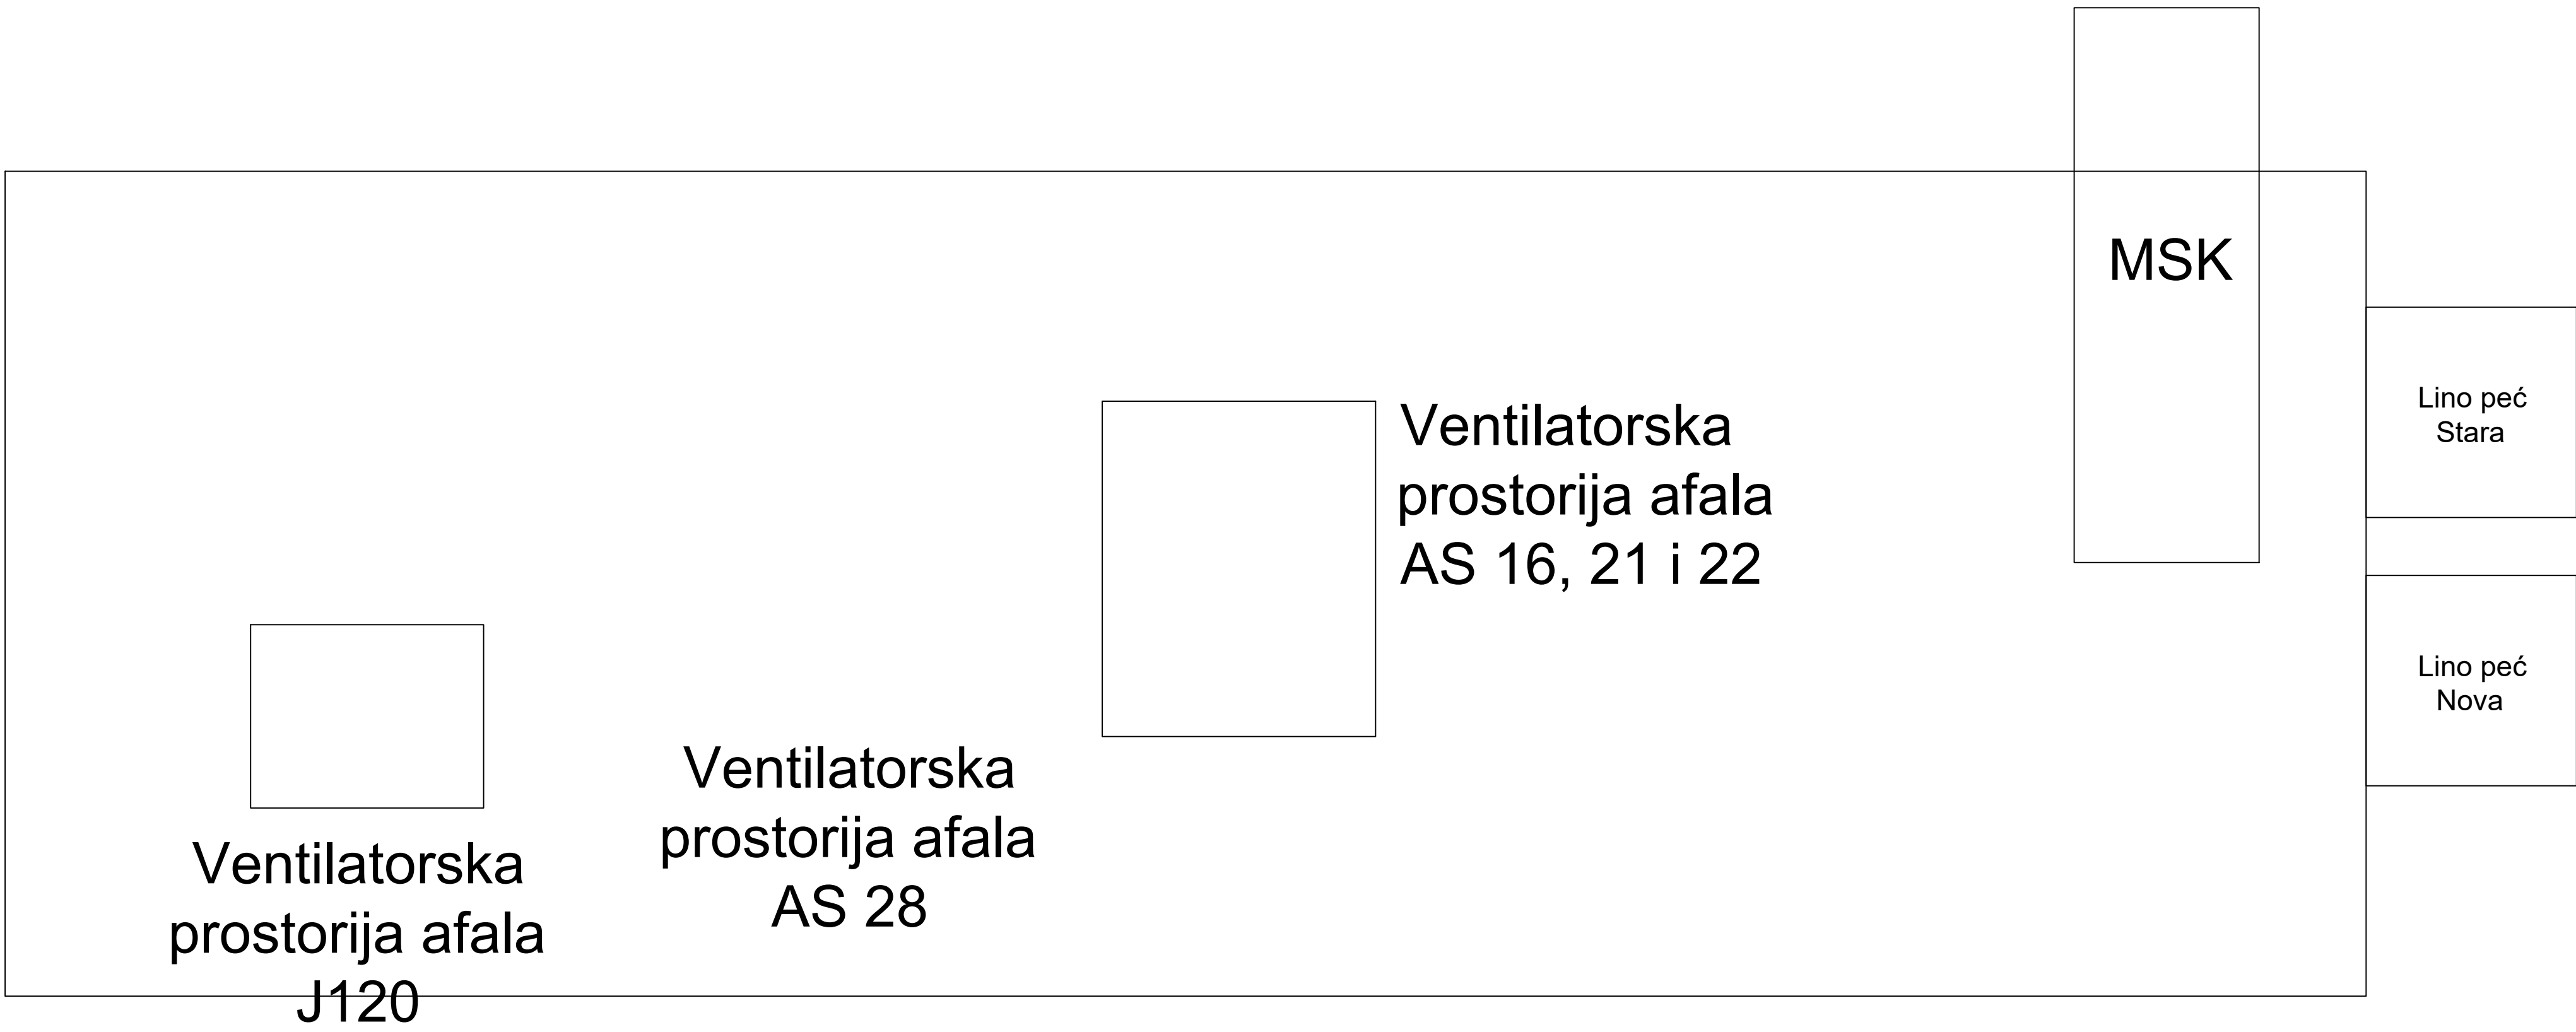 MSK
Lino peć
Stara
Ventilatorska
prostorija afala
AS 16, 21 i 22
Lino peć
Nova
Ventilatorska
prostorija afala
AS 28
Ventilatorska
prostorija afala
J120